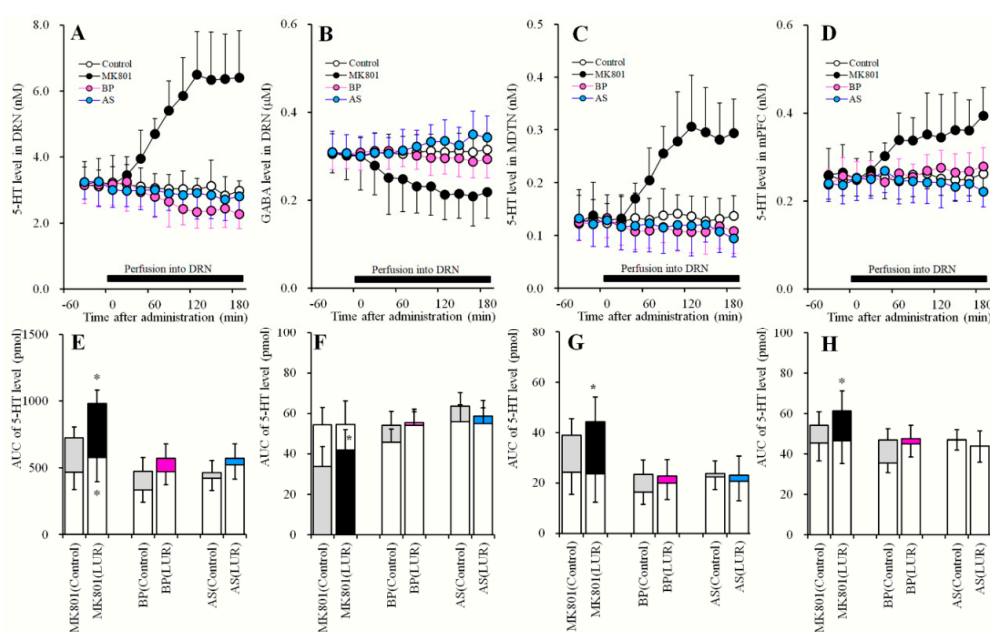 A
Control
MK801
BP
AS
5-HT level in DRN (nM)
8.0
6.0
4.0
2.0
0.0
Perfusion into DRN
-60 0 60 120 180
Time after administration (min)
B
Control
MK801
BP
AS
GABA level in DRN (μM)
0.6
0.4
0.2
0.0
Perfusion into DRN
-60 0 60 120 180
Time after administration (min)
C
Control
MK801
BP
AS
5-HT level in MDTN (nM)
0.5
0.4
0.3
0.2
0.1
0.0
Perfusion into DRN
-60 0 60 120 180
Time after administration (min)
D
Control
MK801
BP
AS
5-HT level in mPFC (nM)
0.6
0.4
0.2
0.0
Perfusion into DRN
-60 0 60 120 180
Time after administration (min)
E
AUC of 5-HT level (pmol)
1500
1000
500
0
*
*
MK801(Control)
MK801(LUR)
BP(Control)
BP(LUR)
AS(Control)
AS(LUR)
F
AUC of 5-HT level (pmol)
100
80
60
40
20
0
*
MK801(Control)
MK801(LUR)
BP(Control)
BP(LUR)
AS(Control)
AS(LUR)
G
AUC of 5-HT level (pmol)
80
60
40
20
0
*
MK801(Control)
MK801(LUR)
BP(Control)
BP(LUR)
AS(Control)
AS(LUR)
H
AUC of 5-HT level (pmol)
100
80
60
40
20
0
*
MK801(Control)
MK801(LUR)
BP(Control)
BP(LUR)
AS(Control)
AS(LUR)